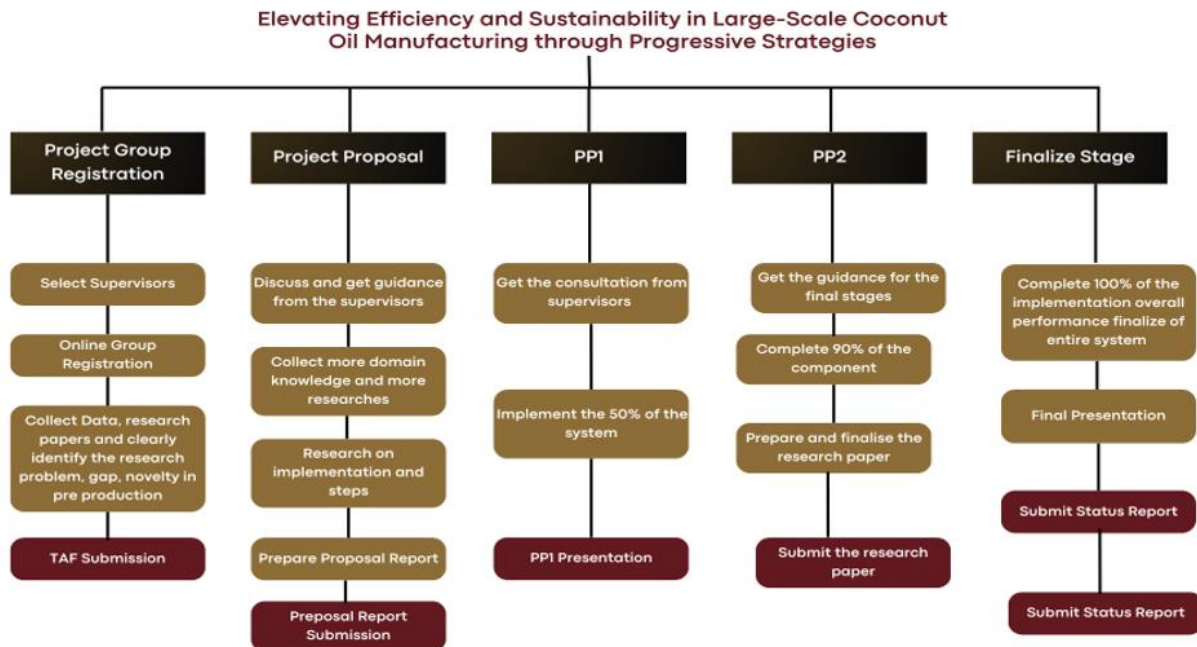 Elevating Efficiency and Sustainability in Large-Scale Coconut
Oil Manufacturing through Progressive Strategies
Project Group
Registration
Select Supervisors
Online Group
Registration
Collect Data, research
papers and clearly
identify the research
problem, gap, novelty in
pre production
TAF Submission
Project Proposal
Discuss and get guidance
from the supervisors
Collect more domain
knowledge and more
researches
Research on
implementation and
steps
Prepare Proposal Report
Preposal Report
Submission
PP1
Get the consultation from
supervisors
Implement the 50% of the
system
PP1 Presentation
PP2
Get the guidance for the
final stages
Complete 90% of the
component
Prepare and finalise the
research paper
Submit the research
paper
Finalize Stage
Complete 100% of the
implementation overall
performance finalize of
entire system
Final Presentation
Submit Status Report
Submit Status Report